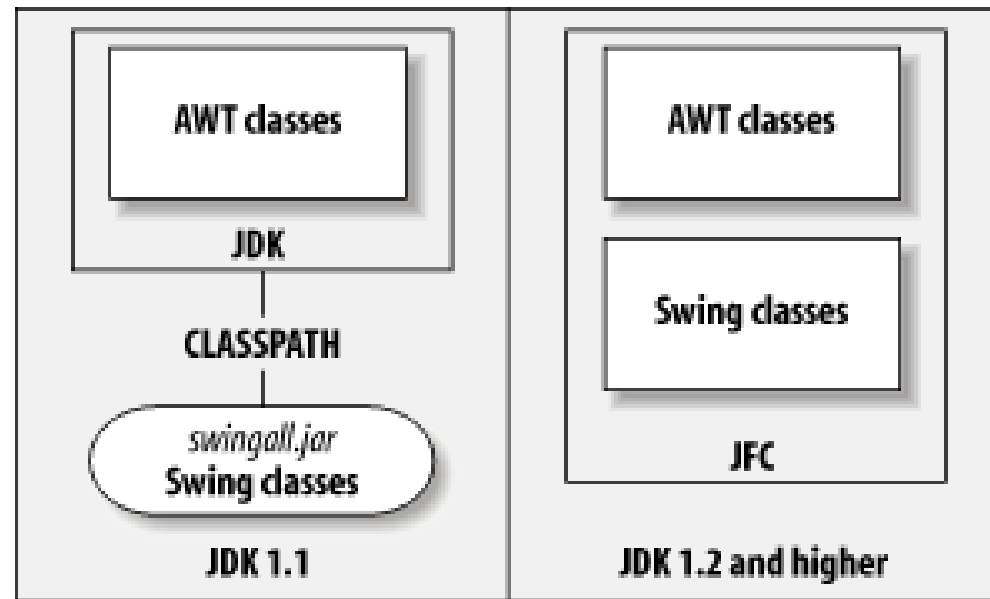 AWT classes
JDK
CLASSPATH
swingall.jar
Swing classes
JDK 1.1
AWT classes
Swing classes
JFC
JDK 1.2 and higher